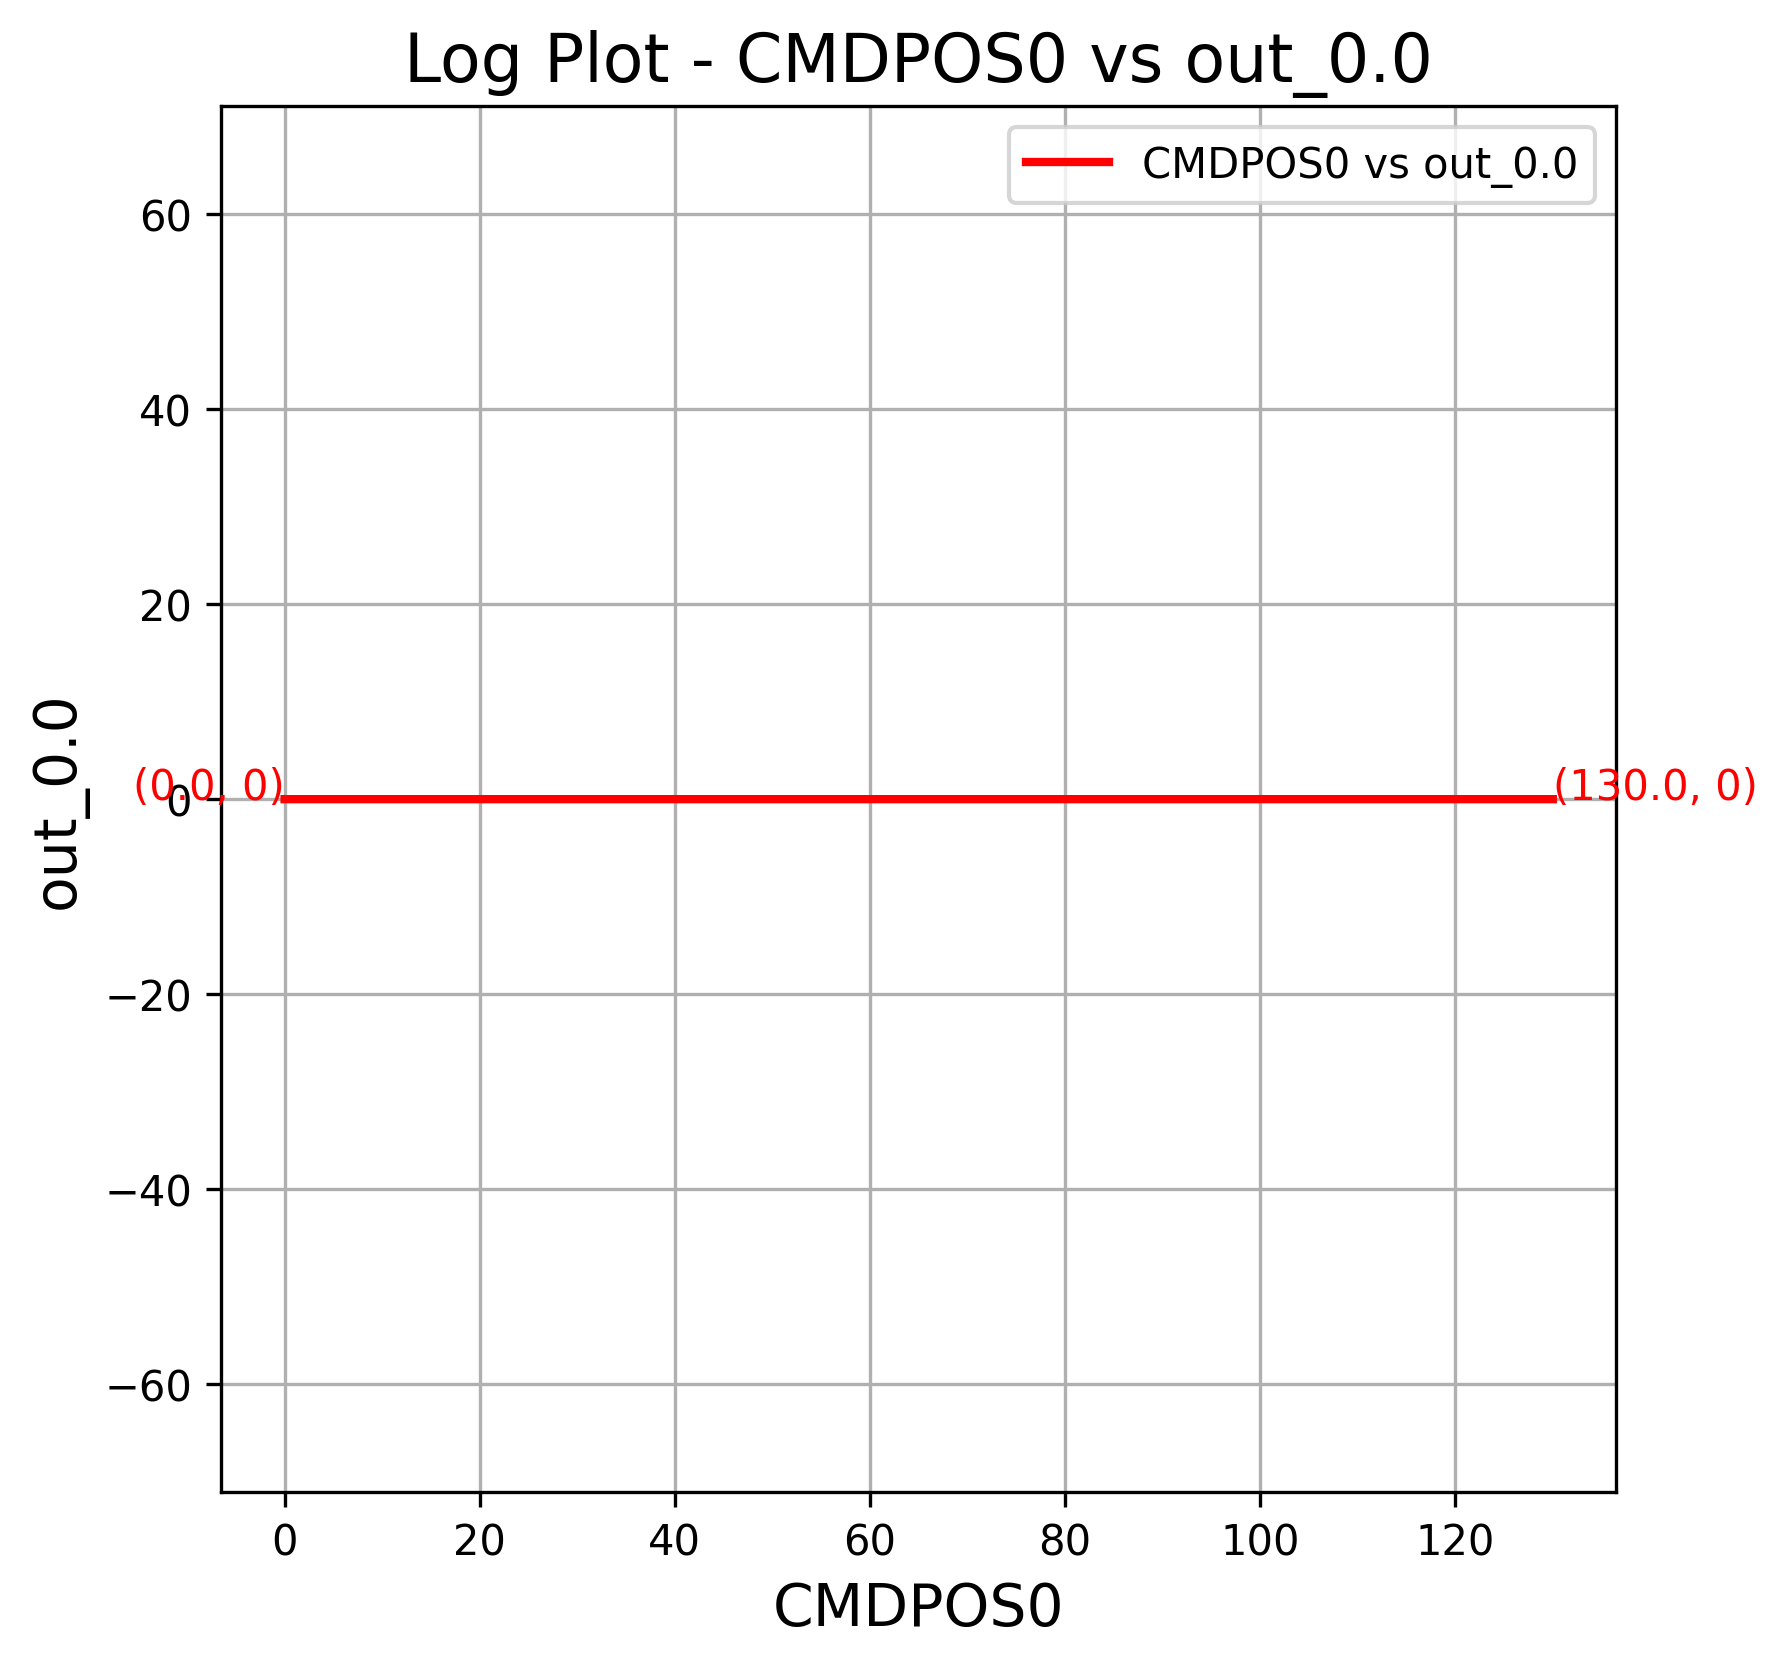 Log Plot - CMDPOS0 vs out_0.0
CMDPOS0 vs out_0.0
60
40
20
0
−20
−40
−60
out_0.0
(0.0, 0)
(130.0, 0)
0 20 40 60 80 100 120
CMDPOS0